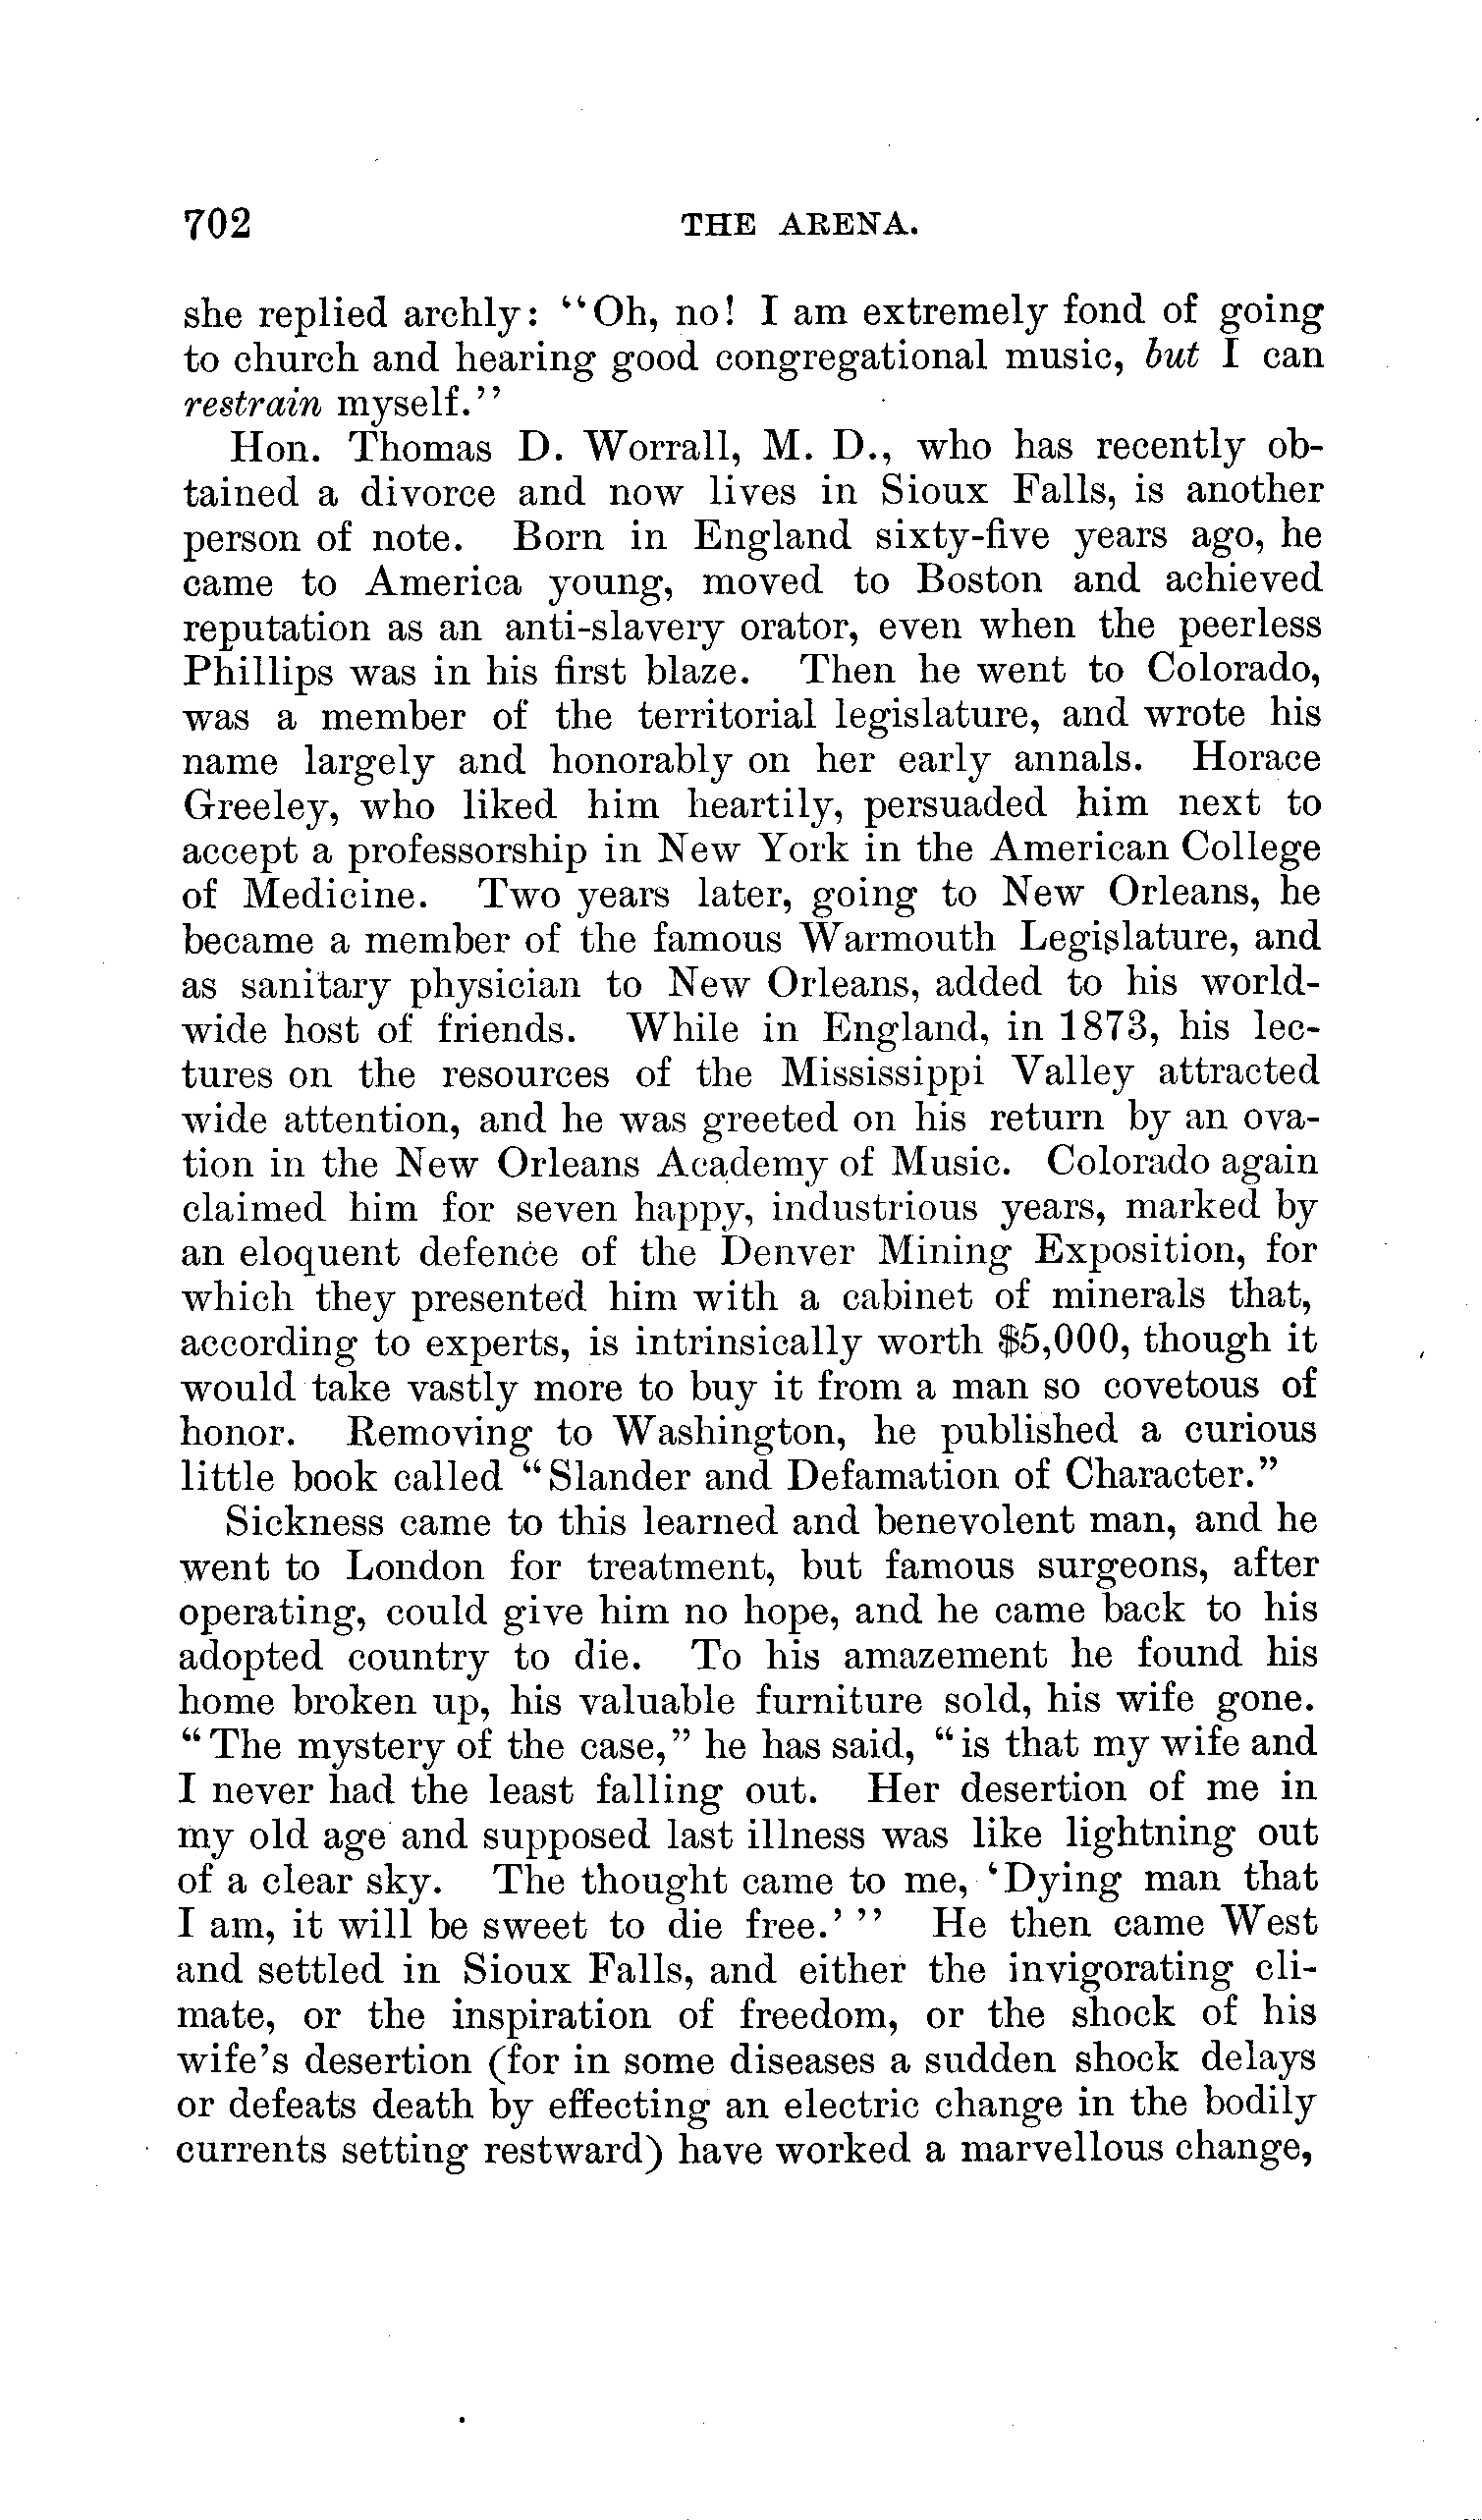 702 THE ARENA.
she replied archly: "Oh, no! I am extremely fond of going
to church and hearing good congregational music, but I can
restrain myself."
Hon. Thomas D. Worrall, M. D., who has recently ob-
tained a divorce and now lives in Sioux Falls, is another
person of note. Born in England sixty-five years ago, he
came to America young, moved to Boston and achieved
reputation as an anti-slavery orator, even when the peerless
Phillips was in his first blaze. Then he went to Colorado,
was a member of the territorial legislature, and wrote his
name largely and honorably on her early annals. Horace
Greeley, who liked him heartily, persuaded him next to
accept a professorship in New York in the American College
of Medicine. Two years later, going to New Orleans, he
became a member of the famous Warmouth Legislature, and
as sanitary physician to New Orleans, added to his world-
wide host of friends. While in England, in 1873, his lec-
tures on the resources of the Mississippi Valley attracted
wide attention, and he was greeted on his return by an ova-
tion in the New Orleans Academy of Music. Colorado again
claimed him for seven happy, industrious years, marked by
an eloquent defence of the Denver Mining Exposition, for
which they presented him with a cabinet of minerals that,
according to experts, is intrinsically worth $5,000, though it
would take vastly more to buy it from a man so covetous of
honor. Removing to Washington, he published a curious
little book called "Slander and Defamation of Character."
Sickness came to this learned and benevolent man, and he
went to London for treatment, but famous surgeons, after
operating, could give him no hope, and he came back to his
adopted country to die. To his amazement he found his
home broken up, his valuable furniture sold, his wife gone.
"The mystery of the case," he has said, "is that my wife and
I never had the least falling out. Her desertion of me in
my old age and supposed last illness was like lightning out
of a clear sky. The thought came to me, 'Dying man that
I am, it will be sweet to die free.'" He then came West
and settled in Sioux Falls, and either the invigorating cli-
mate, or the inspiration of freedom, or the shock of his
wife's desertion (for in some diseases a sudden shock delays
or defeats death by effecting an electric change in the bodily
currents setting restward) have worked a marvellous change,